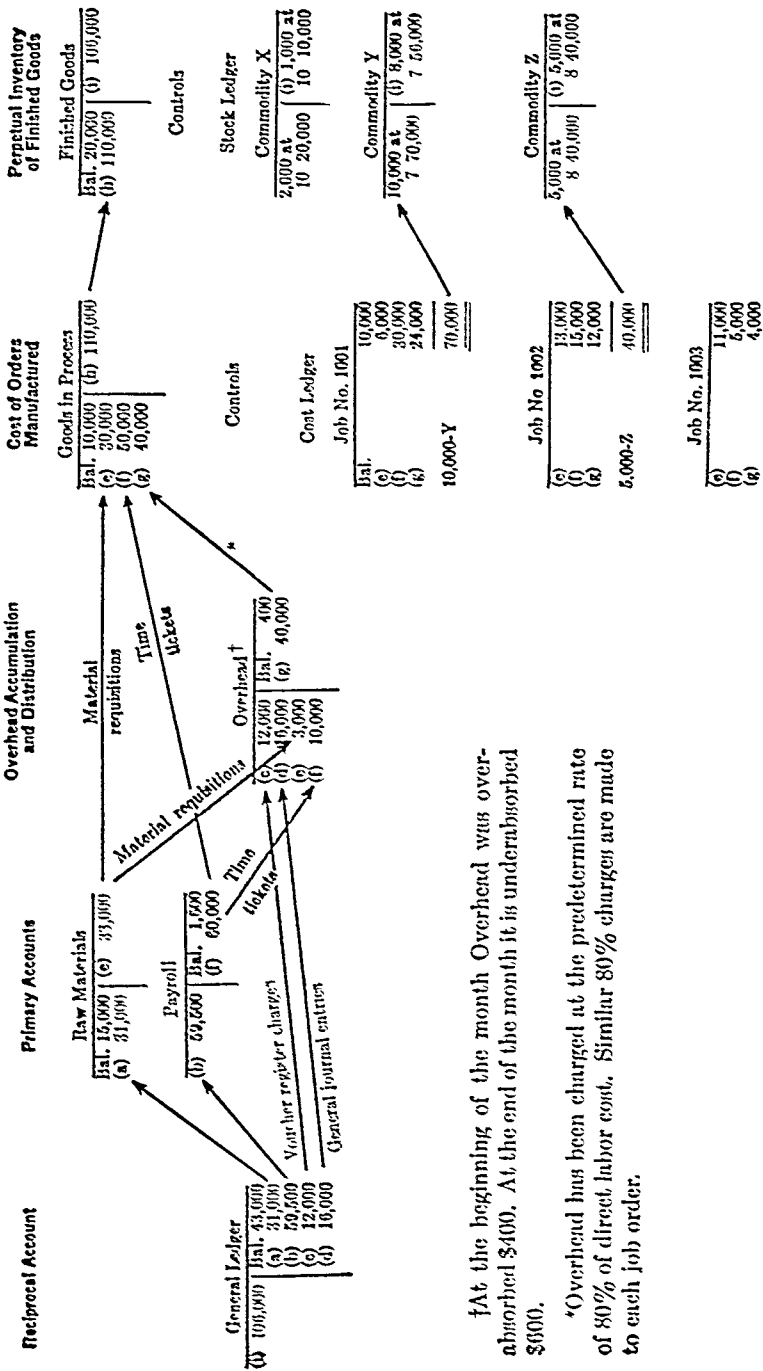 Reciprocal Account
Primary Accounts
Overhead Accumulation
and Distribution
Cost of Orders
Manufactured
Perpetual Inventory
of Finished Goods
General Ledger
(i) 106,000 Bal. 43,000
(a) 31,000
(b) 59,500
(c) 12,000
(d) 16,000
Raw Materials
Bal. 15,000 (e) 33,000
(a) 31,000
Payroll
(b) 59,500 Bal. 1,500
(f) 60,000
Material
requisitions
Time
tickets
Material requisitions
Time
tickets
Voucher register charges
General journal entries
Overhead†
(c) 12,000 Bal. 400
(d) 16,000 (g) 40,000
(e) 3,000
(f) 10,000
*
Goods in Process
Bal. 10,000 (h) 110,000
(e) 30,000
(f) 50,000
(g) 40,000
Controls
Cost Ledger
Job No. 1001
Bal. 10,000
(e) 6,000
(f) 30,000
(g) 24,000
10,000-Y 70,000
Job No 1002
(e) 13,000
(f) 15,000
(g) 12,000
5,000-Z 40,000
Job No. 1003
(e) 11,000
(f) 5,000
(g) 4,000
Finished Goods
Bal. 20,000 (i) 106,000
(h) 110,000
Controls
Stock Ledger
Commodity X
2,000 at (i) 1,000 at
10 20,000 10 10,000
Commodity Y
10,000 at (i) 8,000 at
7 70,000 7 56,000
Commodity Z
5,000 at (i) 5,000 at
8 40,000 8 40,000
†At the beginning of the month Overhead was over-
absorbed $400. At the end of the month it is underabsorbed
$600.
*Overhead has been charged at the predetermined rate
of 80% of direct labor cost. Similar 80% charges are made
to each job order.